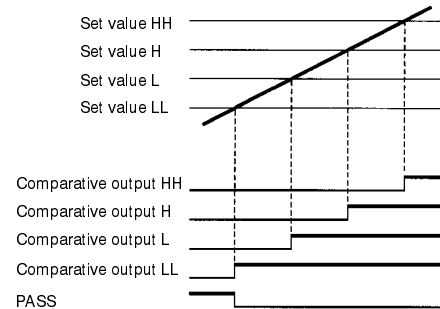 Set value HH
Set value H
Set value L
Set value LL
Comparative output HH
Comparative output H
Comparative output L
Comparative output LL
PASS